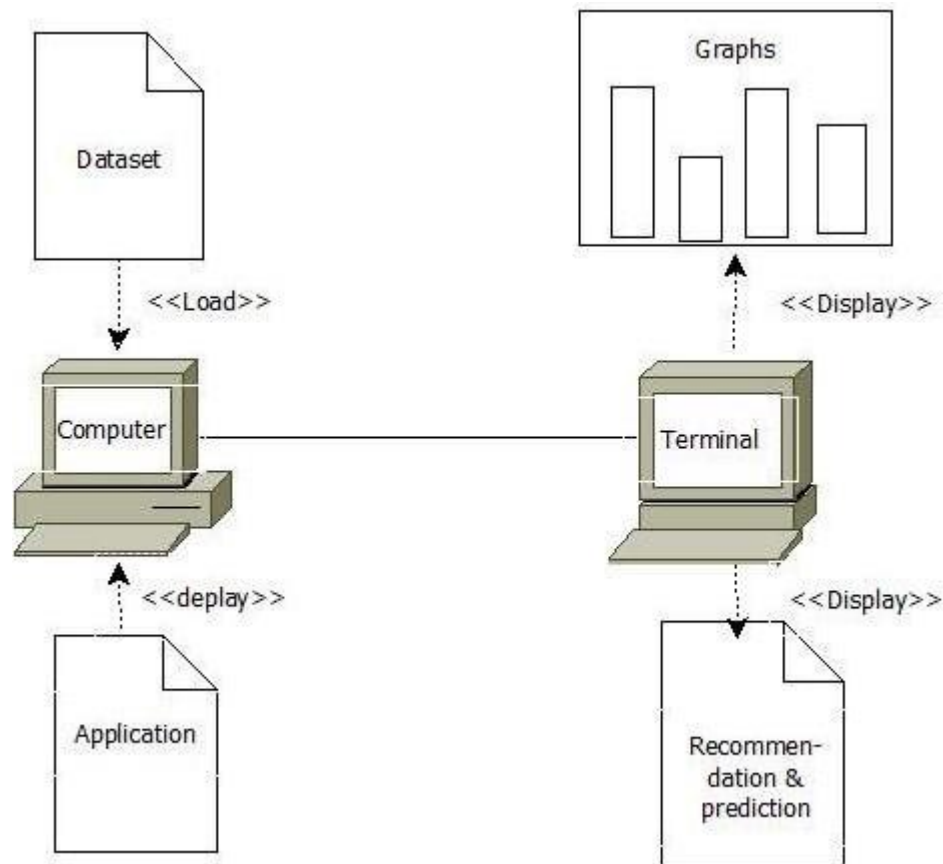 Graphs
Dataset
<<Load>>
<<Display>>
Computer
Terminal
<<deplay>>
<<Display>>
Application
Recommen-
dation &
prediction